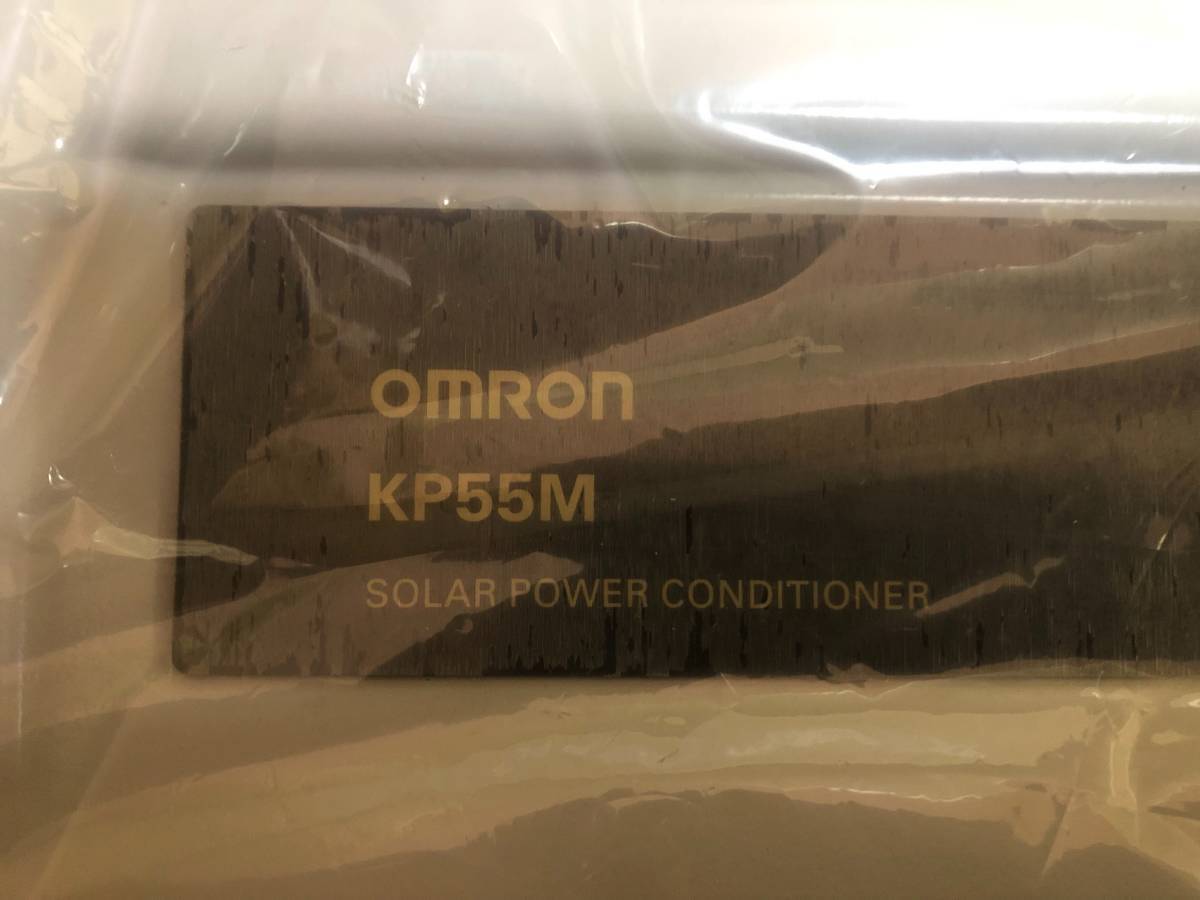 OMRON
KP55M
SOLAR POWER CONDITIONER